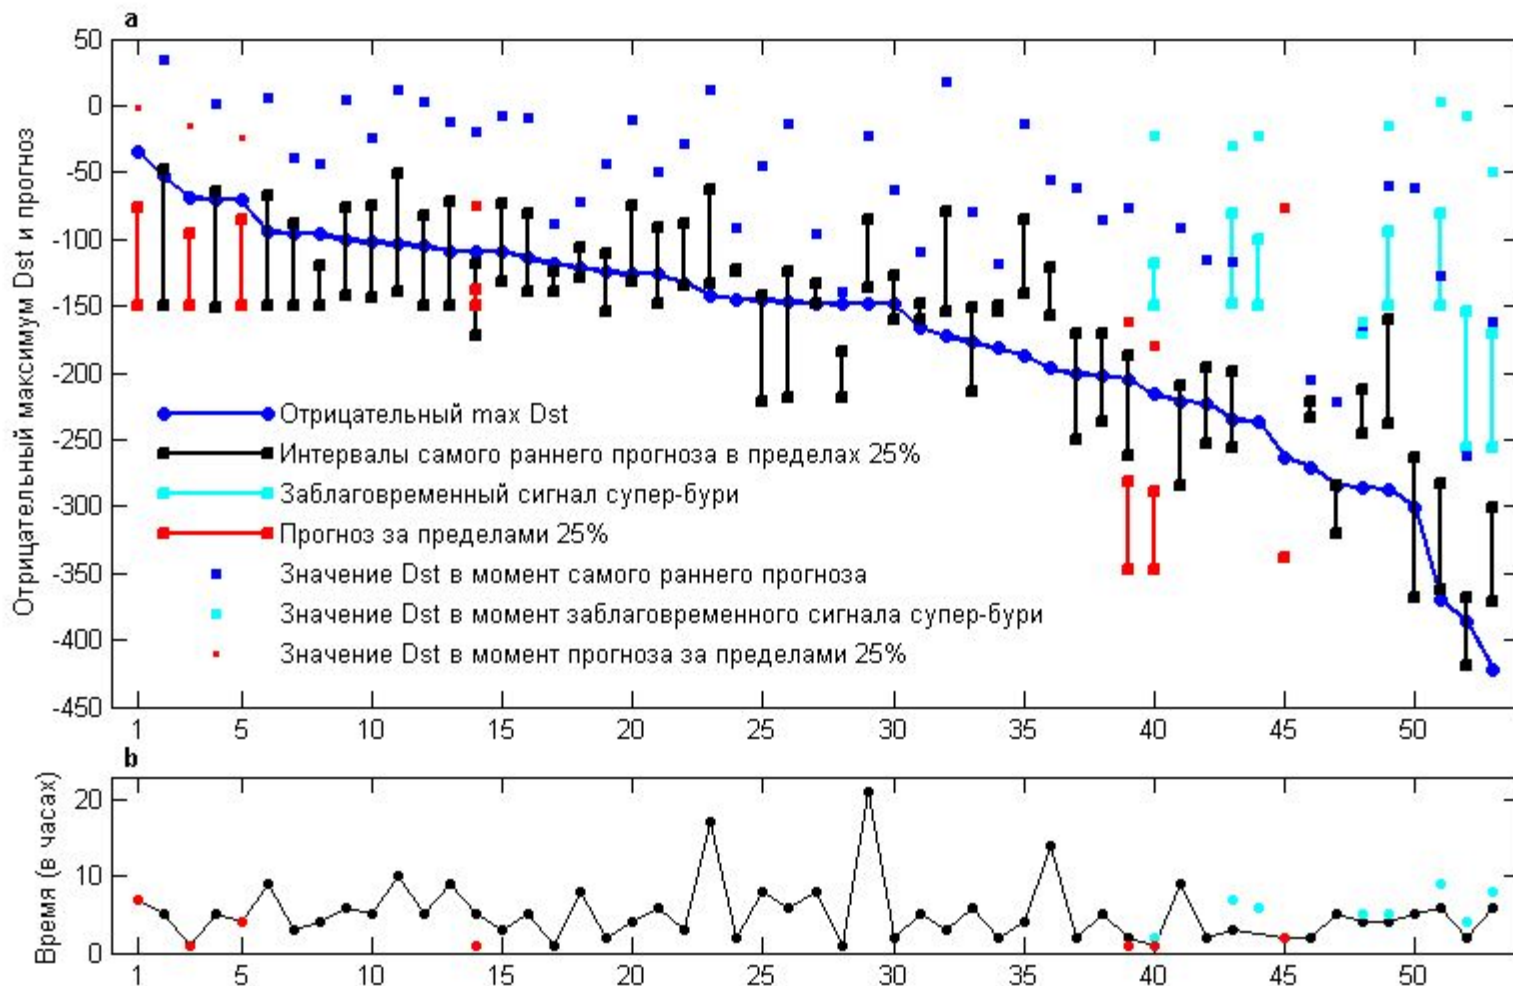 a
Отрицательный максимум Dst и прогноз
50
0
-50
-100
-150
-200
-250
-300
-350
-400
-450
Отрицательный max Dst
Интервалы самого раннего прогноза в пределах 25%
Заблаговременный сигнал супер-бури
Прогноз за пределами 25%
Значение Dst в момент самого раннего прогноза
Значение Dst в момент заблаговременного сигнала супер-бури
Значение Dst в момент прогноза за пределами 25%
1 5 10 15 20 25 30 35 40 45 50
b
Время (в часах)
20
10
0
1 5 10 15 20 25 30 35 40 45 50